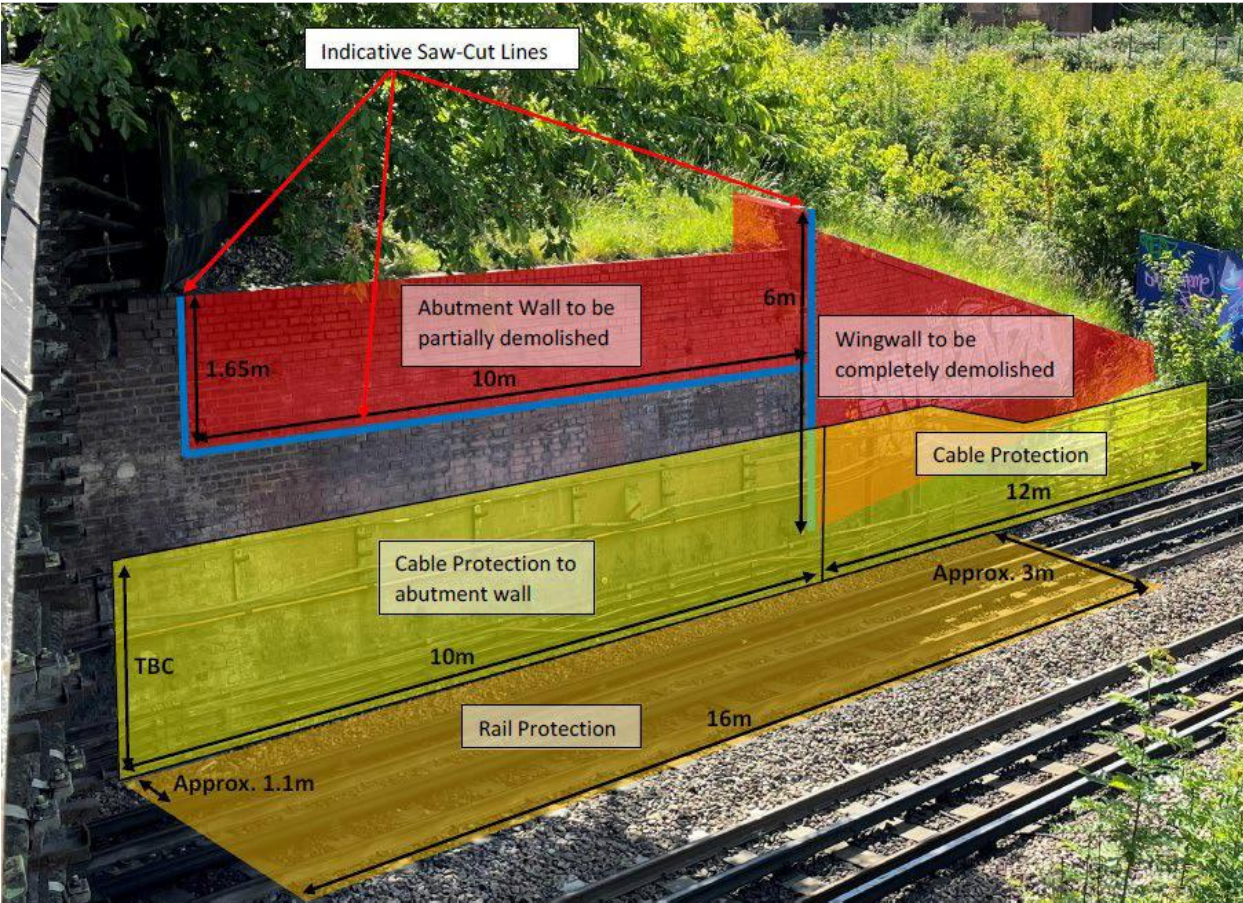 Indicative Saw-Cut Lines
Abutment Wall to be
partially demolished
6m
1.65m
10m
Wingwall to be
completely demolished
Cable Protection
12m
Cable Protection to
abutment wall
Approx. 3m
TBC
10m
Rail Protection
16m
Approx. 1.1m